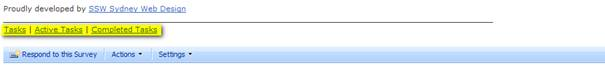 Proudly developed by SSW Sydney Web Design
Tasks | Active Tasks | Completed Tasks
Respond to this Survey Actions Settings